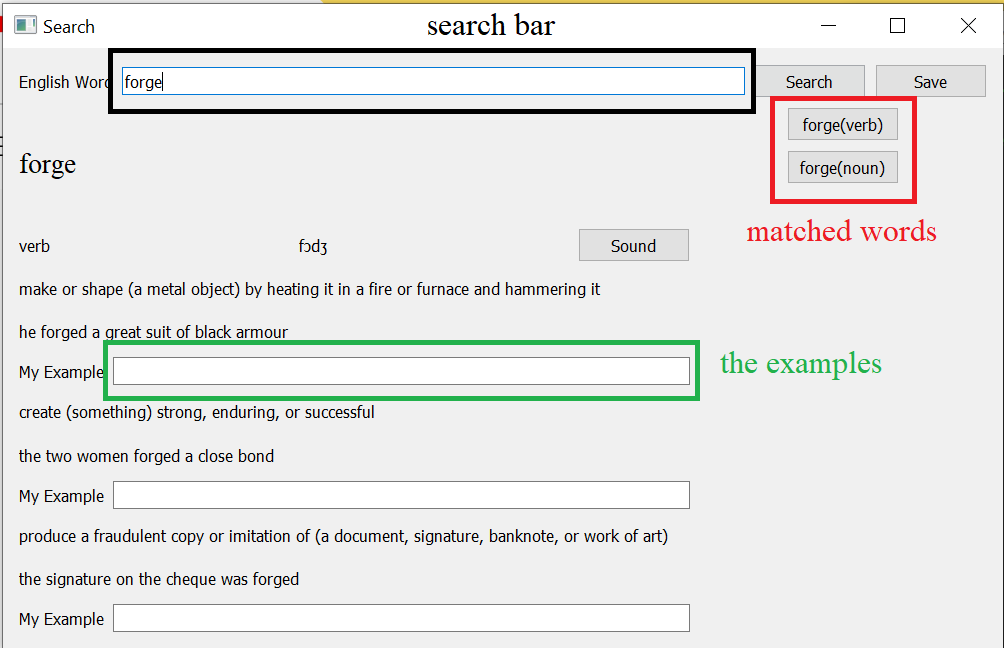 Search
search bar
English Word
forge
Search
Save
forge(verb)
forge
forge(noun)
matched words
verb
fɔdʒ
Sound
make or shape (a metal object) by heating it in a fire or furnace and hammering it
he forged a great suit of black armour
My Example
the examples
create (something) strong, enduring, or successful
the two women forged a close bond
My Example
produce a fraudulent copy or imitation of (a document, signature, banknote, or work of art)
the signature on the cheque was forged
My Example